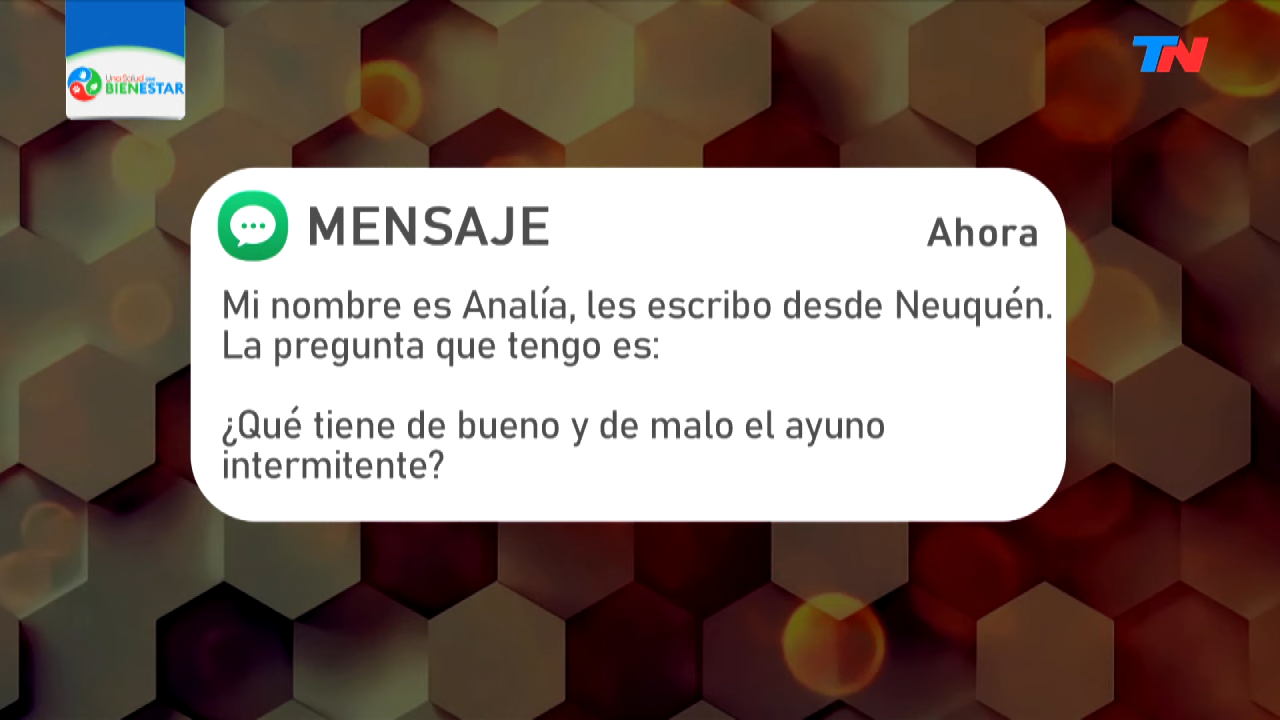 Una Salud
BIENESTAR
TN
MENSAJE
Ahora
Mi nombre es Analía, les escribo desde Neuquén.
La pregunta que tengo es:
¿Qué tiene de bueno y de malo el ayuno
intermitente?